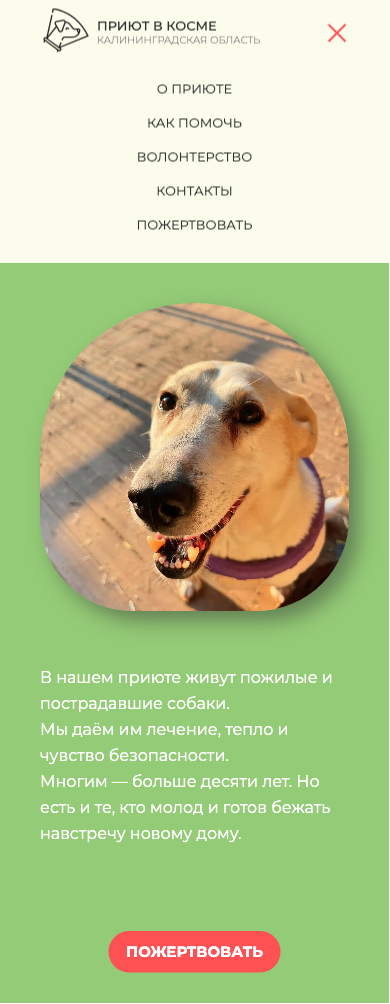 ПРИЮТ В КОСМЕ
КАЛИНИНГРАДСКАЯ ОБЛАСТЬ
О ПРИЮТЕ
КАК ПОМОЧЬ
ВОЛОНТЕРСТВО
КОНТАКТЫ
ПОЖЕРТВОВАТЬ
В нашем приюте живут пожилые и
пострадавшие собаки.
Мы даём им лечение, тепло и
чувство безопасности.
Многим — больше десяти лет. Но
есть и те, кто молод и готов бежать
навстречу новому дому.
ПОЖЕРТВОВАТЬ